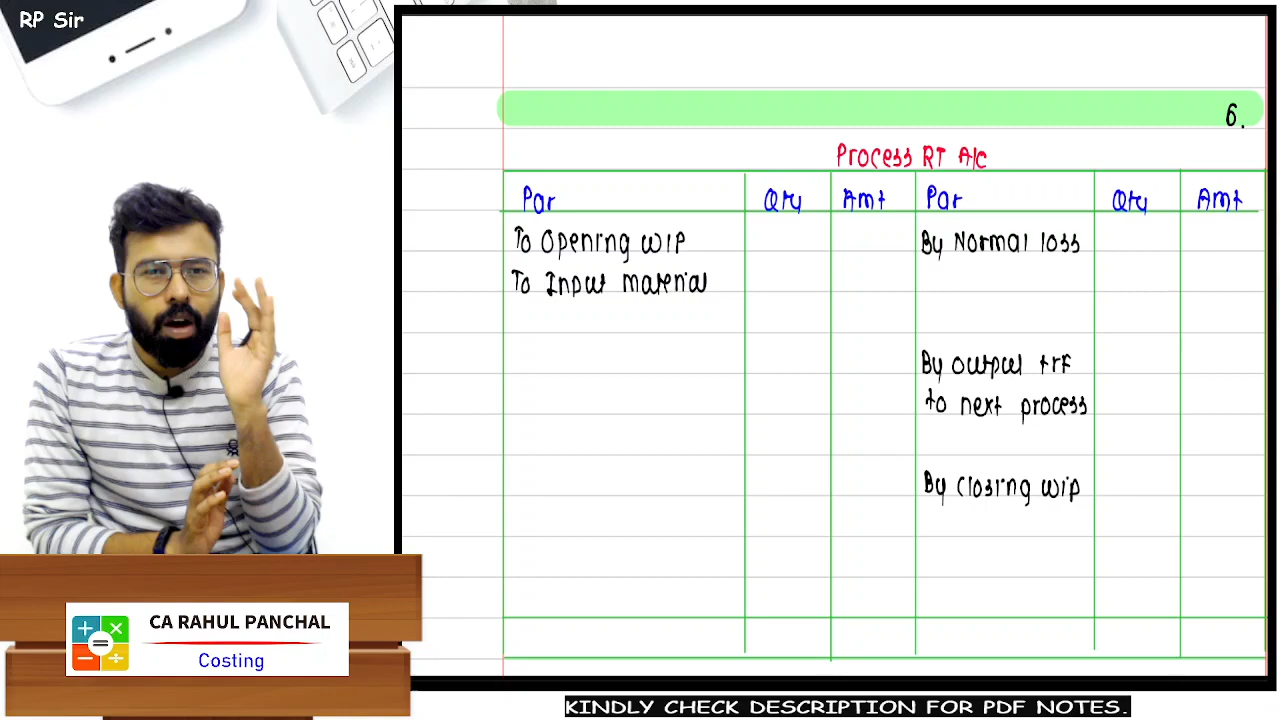 RP Sir
6.
Process RT A/c
Par Qty Amt Par Qty Amt
To Opening WIP
By Normal loss
To Input material
By output trf
to next process
By Closing WIP
CA RAHUL PANCHAL
Costing
KINDLY CHECK DESCRIPTION FOR PDF NOTES.